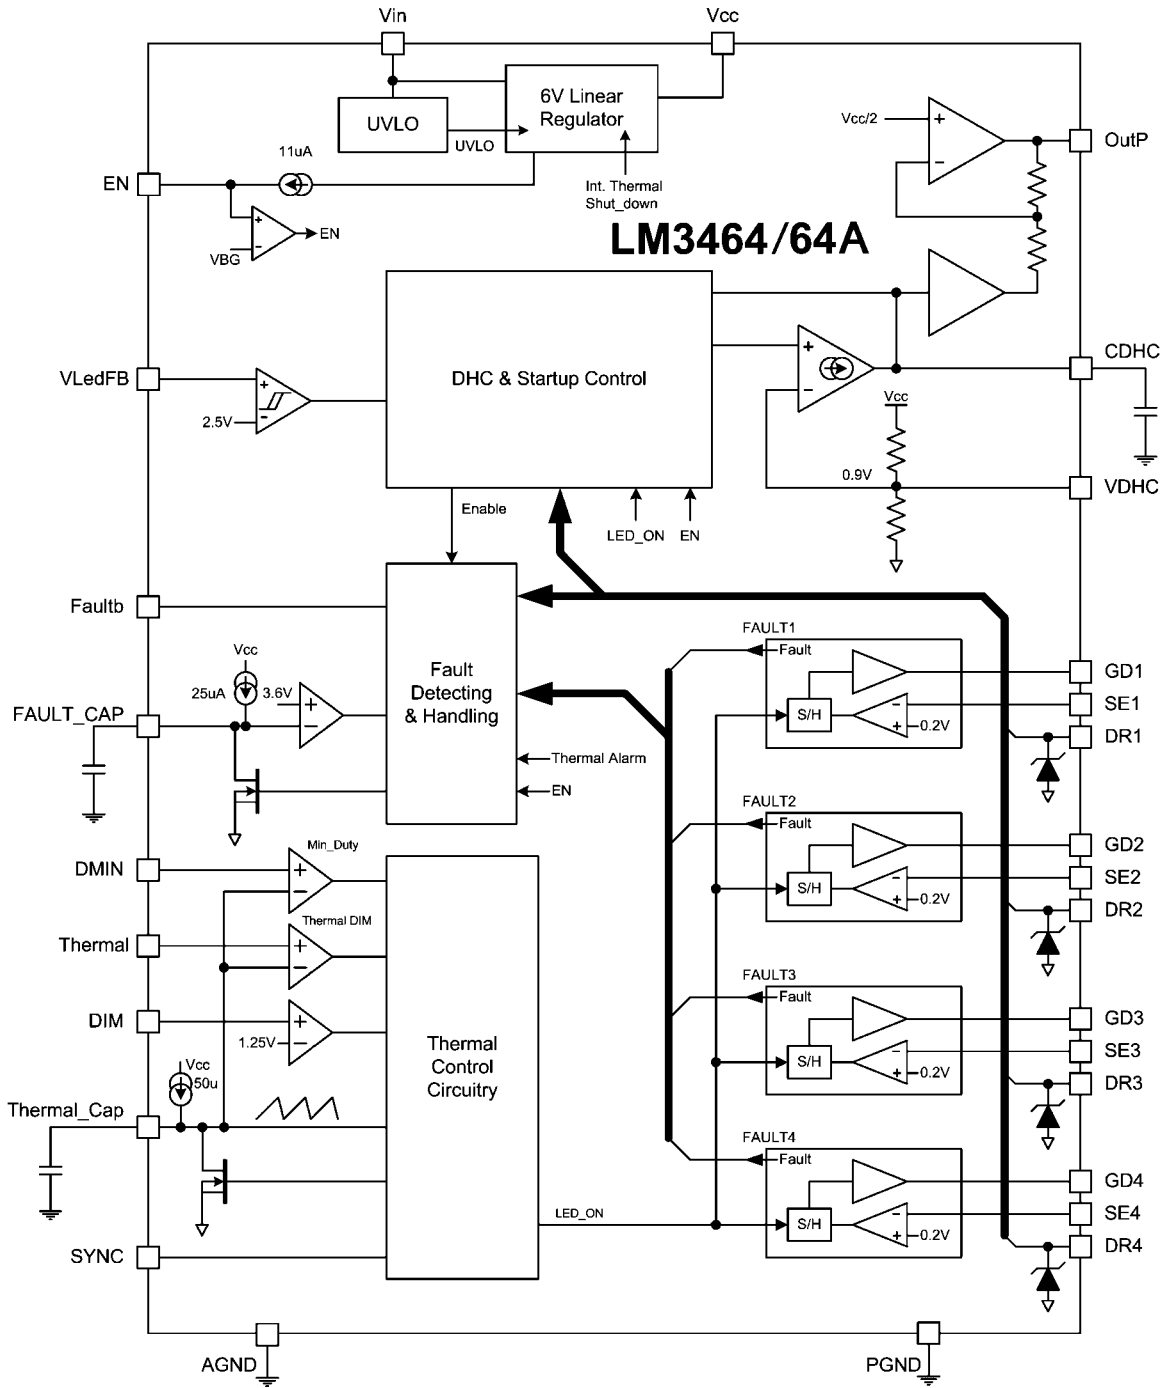 Vin
Vcc
6V Linear
Regulator
UVLO
UVLO
11uA
EN
Int. Thermal
Shut_down
EN
VBG
LM3464/64A
Vcc/2
+
−
OutP
DHC & Startup Control
VLedFB
+
2.5V
-
+
−
CDHC
Vcc
0.9V
VDHC
Enable
LED_ON
EN
Faultb
Fault
Detecting
& Handling
Vcc
25uA
3.6V
+
−
FAULT_CAP
Thermal Alarm
EN
FAULT1
Fault
S/H
−
+
0.2V
GD1
SE1
DR1
FAULT2
Fault
S/H
−
+
0.2V
GD2
SE2
DR2
FAULT3
Fault
S/H
−
+
0.2V
GD3
SE3
DR3
FAULT4
Fault
S/H
−
+
0.2V
GD4
SE4
DR4
Min_Duty
DMIN
+
−
Thermal DIM
Thermal
+
−
DIM
+
1.25V
−
Vcc
50u
Thermal_Cap
Thermal
Control
Circuitry
LED_ON
SYNC
AGND
PGND